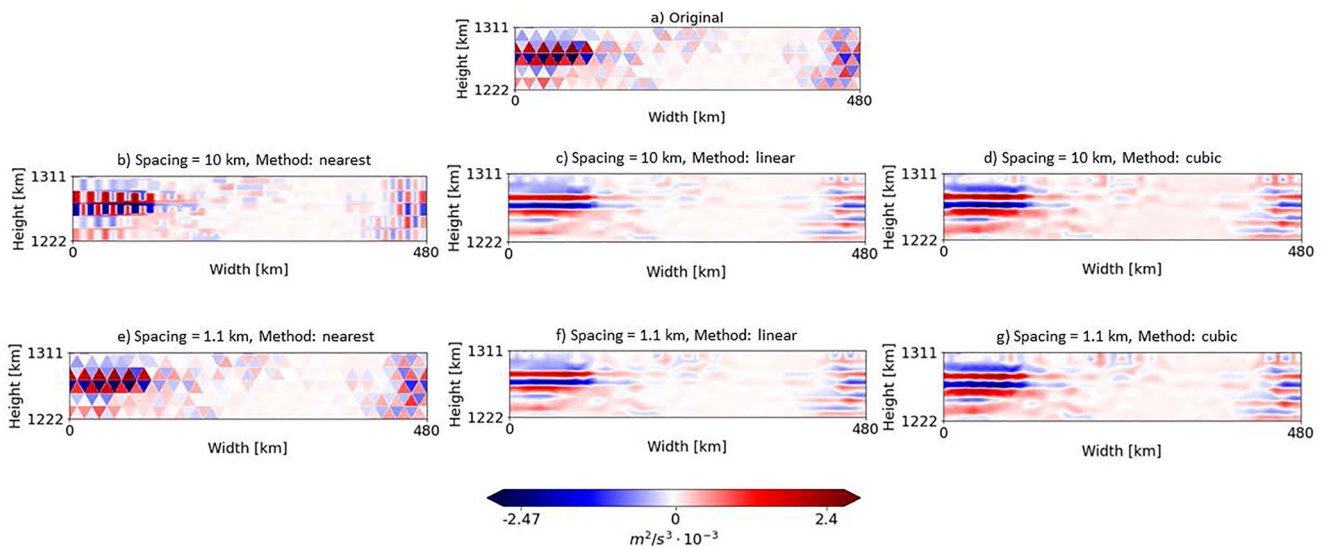 a) Original
1311
Height [km]
1222
0 480
Width [km]
b) Spacing = 10 km, Method: nearest
1311
Height [km]
1222
0 480
Width [km]
c) Spacing = 10 km, Method: linear
1311
Height [km]
1222
0 480
Width [km]
d) Spacing = 10 km, Method: cubic
1311
Height [km]
1222
0 480
Width [km]
e) Spacing = 1.1 km, Method: nearest
1311
Height [km]
1222
0 480
Width [km]
f) Spacing = 1.1 km, Method: linear
1311
Height [km]
1222
0 480
Width [km]
g) Spacing = 1.1 km, Method: cubic
1311
Height [km]
1222
0 480
Width [km]
-2.47 0 2.4
m²/s³ · 10⁻³